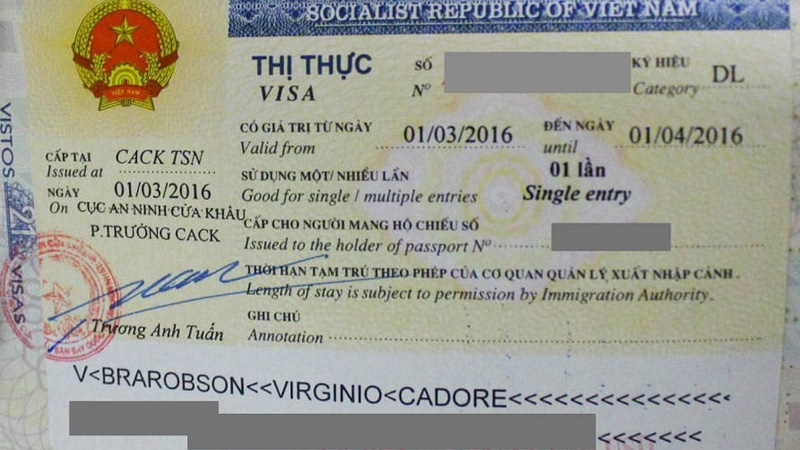 SOCIALIST REPUBLIC OF VIET NAM
VIỆT NAM
THỊ THỰC
VISA
SỐ
Nº
KÝ HIỆU
Category
DL
CÓ GIÁ TRỊ TỪ NGÀY
Valid from
01/03/2016
ĐẾN NGÀY
until
01/04/2016
CẤP TẠI
Issued at
CACK TSN
NGÀY
On
01/03/2016
CỤC AN NINH CỬA KHẨU
P.TRƯỞNG CACK
SỬ DỤNG MỘT/ NHIỀU LẦN
Good for single / multiple entries
01 lần
Single entry
CẤP CHO NGƯỜI MANG HỘ CHIẾU SỐ
Issued to the holder of passport Nº
THỜI HẠN TẠM TRÚ THEO PHÉP CỦA CƠ QUAN QUẢN LÝ XUẤT NHẬP CẢNH .
Length of stay is subject to permission by Immigration Authority.
GHI CHÚ
Annotation
Trương Anh Tuấn
VISTOS
VISAS
V<BRAROBSON<<VIRGINIO<CADORE<<<<<<<<<<<<<<
<<<<<<<